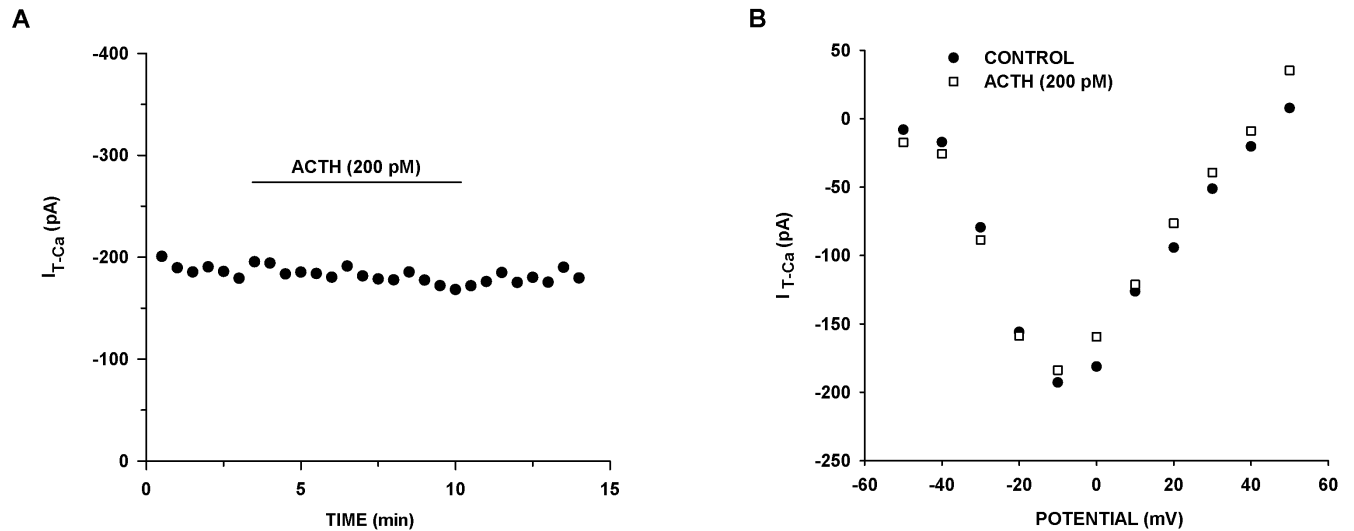 A
-400
-300
-200
-100
0
I T-Ca (pA)
ACTH (200 pM)
0 5 10 15
TIME (min)
B
50
0
-50
-100
-150
-200
-250
I T-Ca (pA)
CONTROL
ACTH (200 pM)
-60 -40 -20 0 20 40 60
POTENTIAL (mV)